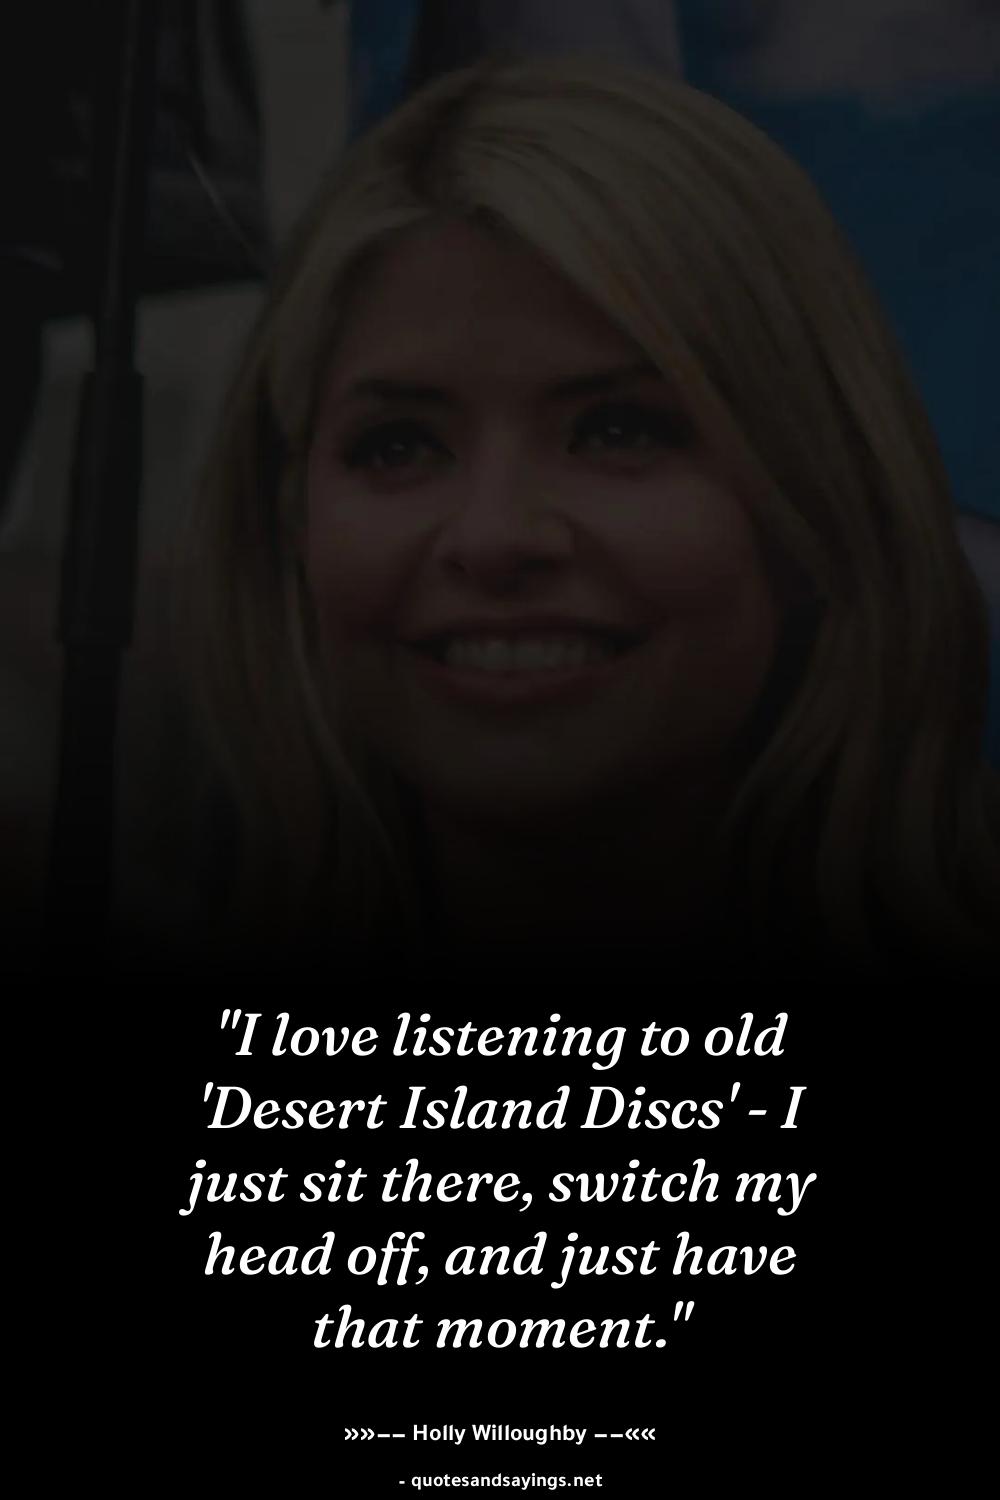 "I love listening to old
'Desert Island Discs' - I
just sit there, switch my
head off, and just have
that moment."
»»−− Holly Willoughby −−««
- quotesandsayings.net